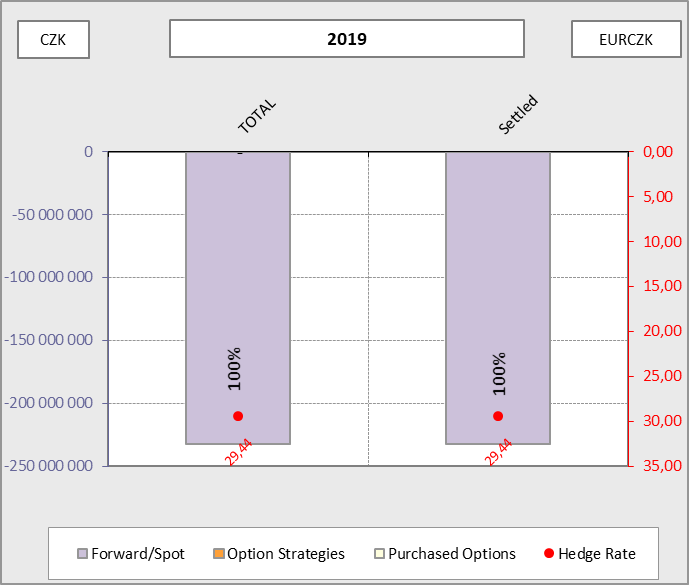 CZK
2019
EURCZK
TOTAL
Settled
0
-50 000 000
-100 000 000
-150 000 000
-200 000 000
-250 000 000
0,00
5,00
10,00
15,00
20,00
25,00
30,00
35,00
100%
100%
29,44
29,44
Forward/Spot Option Strategies Purchased Options Hedge Rate